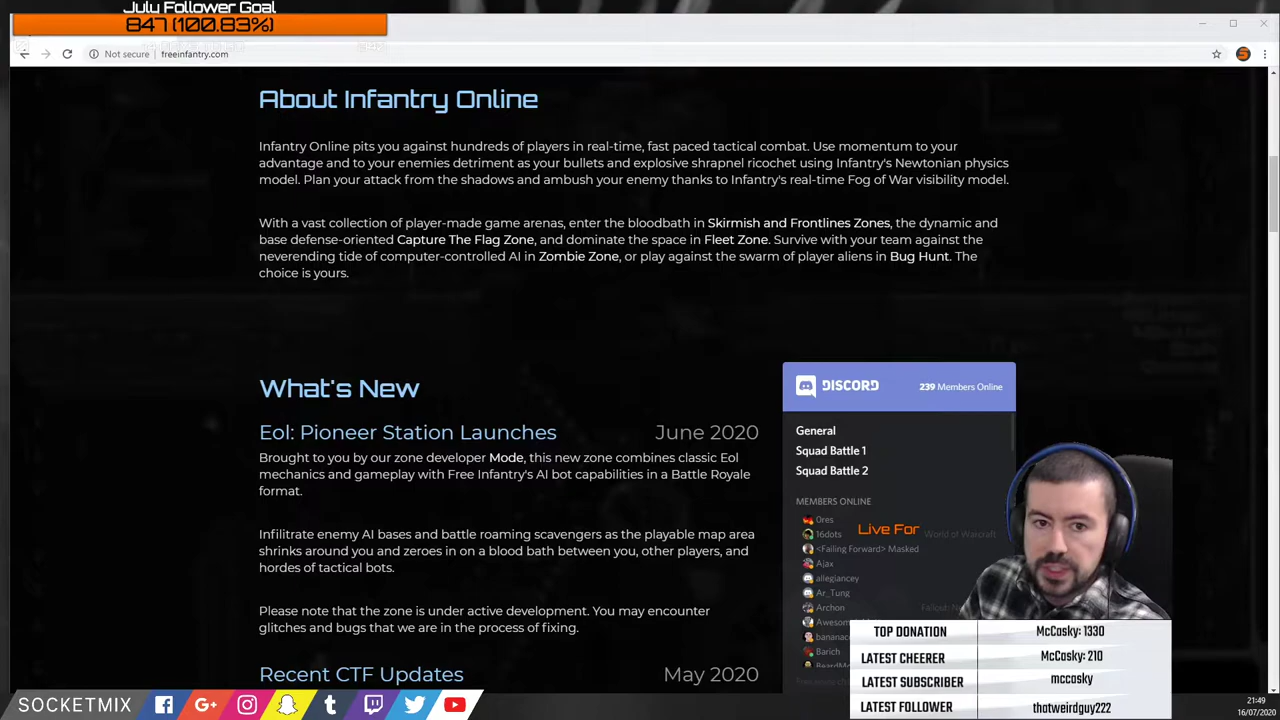 July Follower Goal
847 (100.83%)
Not secure
freeinfantry.com
About Infantry Online
Infantry Online pits you against hundreds of players in real-time, fast paced tactical combat. Use momentum to your
advantage and to your enemies detriment as your bullets and explosive shrapnel ricochet using Infantry's Newtonian physics
model. Plan your attack from the shadows and ambush your enemy thanks to Infantry's real-time Fog of War visibility model.
With a vast collection of player-made game arenas, enter the bloodbath in Skirmish and Frontlines Zones, the dynamic and
base defense-oriented Capture The Flag Zone, and dominate the space in Fleet Zone. Survive with your team against the
neverending tide of computer-controlled AI in Zombie Zone, or play against the swarm of player aliens in Bug Hunt. The
choice is yours.
What's New
Eol: Pioneer Station Launches
June 2020
Brought to you by our zone developer Mode, this new zone combines classic Eol
mechanics and gameplay with Free Infantry's AI bot capabilities in a Battle Royale
format.
Infiltrate enemy AI bases and battle roaming scavengers as the playable map area
shrinks around you and zeroes in on a blood bath between you, other players, and
hordes of tactical bots.
Please note that the zone is under active development. You may encounter
glitches and bugs that we are in the process of fixing.
Recent CTF Updates
May 2020
DISCORD
239 Members Online
General
Squad Battle 1
Squad Battle 2
MEMBERS ONLINE
0res
16dots
World of Warcraft
<Failing Forward> Masked
Ajax
allegiancey
Ar_Tung
Archon
Barich
Live For
TOP DONATION
McCasky: 1330
LATEST CHEERER
McCasky: 210
LATEST SUBSCRIBER
mccasky
LATEST FOLLOWER
thatweirdguy222
SOCKETMIX
21:49
16/07/2020